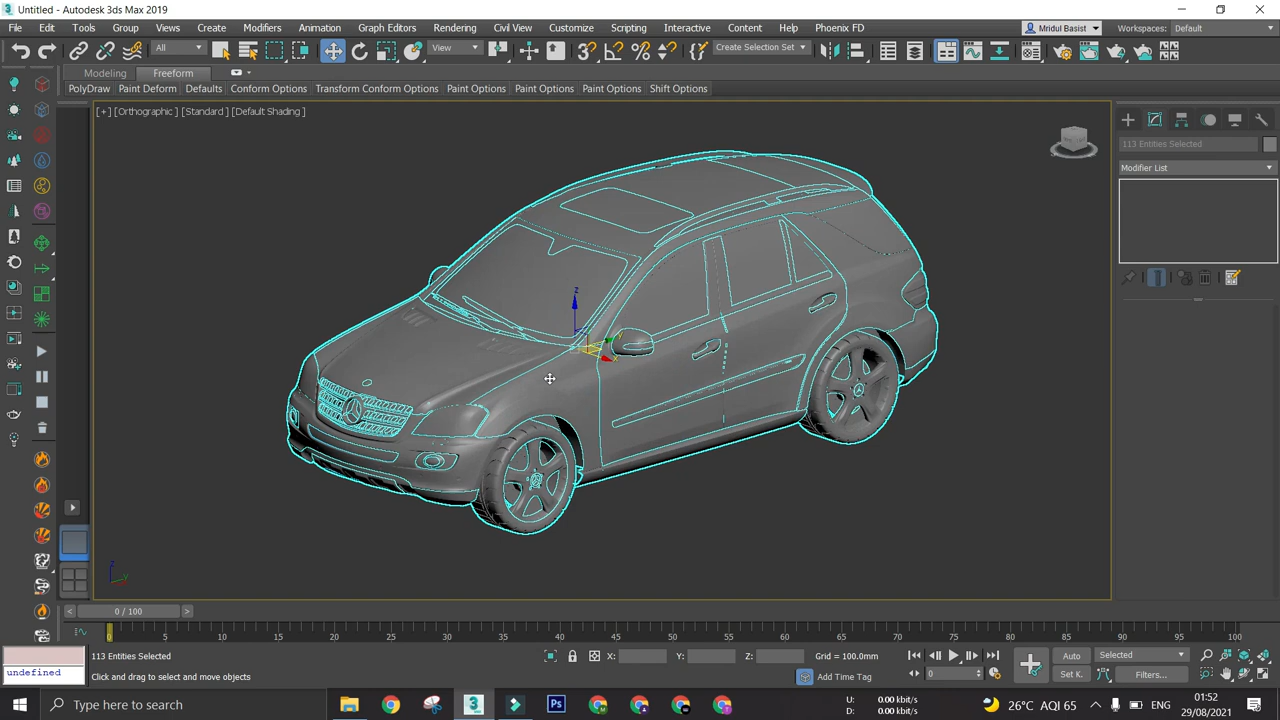 Untitled - Autodesk 3ds Max 2019
File Edit Tools Group Views Create Modifiers Animation Graph Editors Rendering Civil View Customize Scripting Interactive Content Arnold Help Phoenix FD
Mridul Basist Workspaces: Default
All View Create Selection Set
Modeling Freeform
PolyDraw Paint Deform Defaults Conform Options Transform Conform Options Paint Options Paint Options Paint Options Shift Options
[+] [Orthographic ] [Standard ] [Default Shading ]
113 Entities Selected
Modifier List
z
z
y
0 / 100
0 5 10 15 20 25 30 35 40 45 50 55 60 65 70 75 80 85 90 95 100
undefined
113 Entities Selected
Click and drag to select and move objects
X: Y: Z: Grid = 100.0mm
Add Time Tag
0
Auto Selected
Set K. Filters...
Type here to search
Ps
U: 0.00 kbit/s
D: 0.00 kbit/s
26°C AQI 65
ENG
01:52
29/08/2021